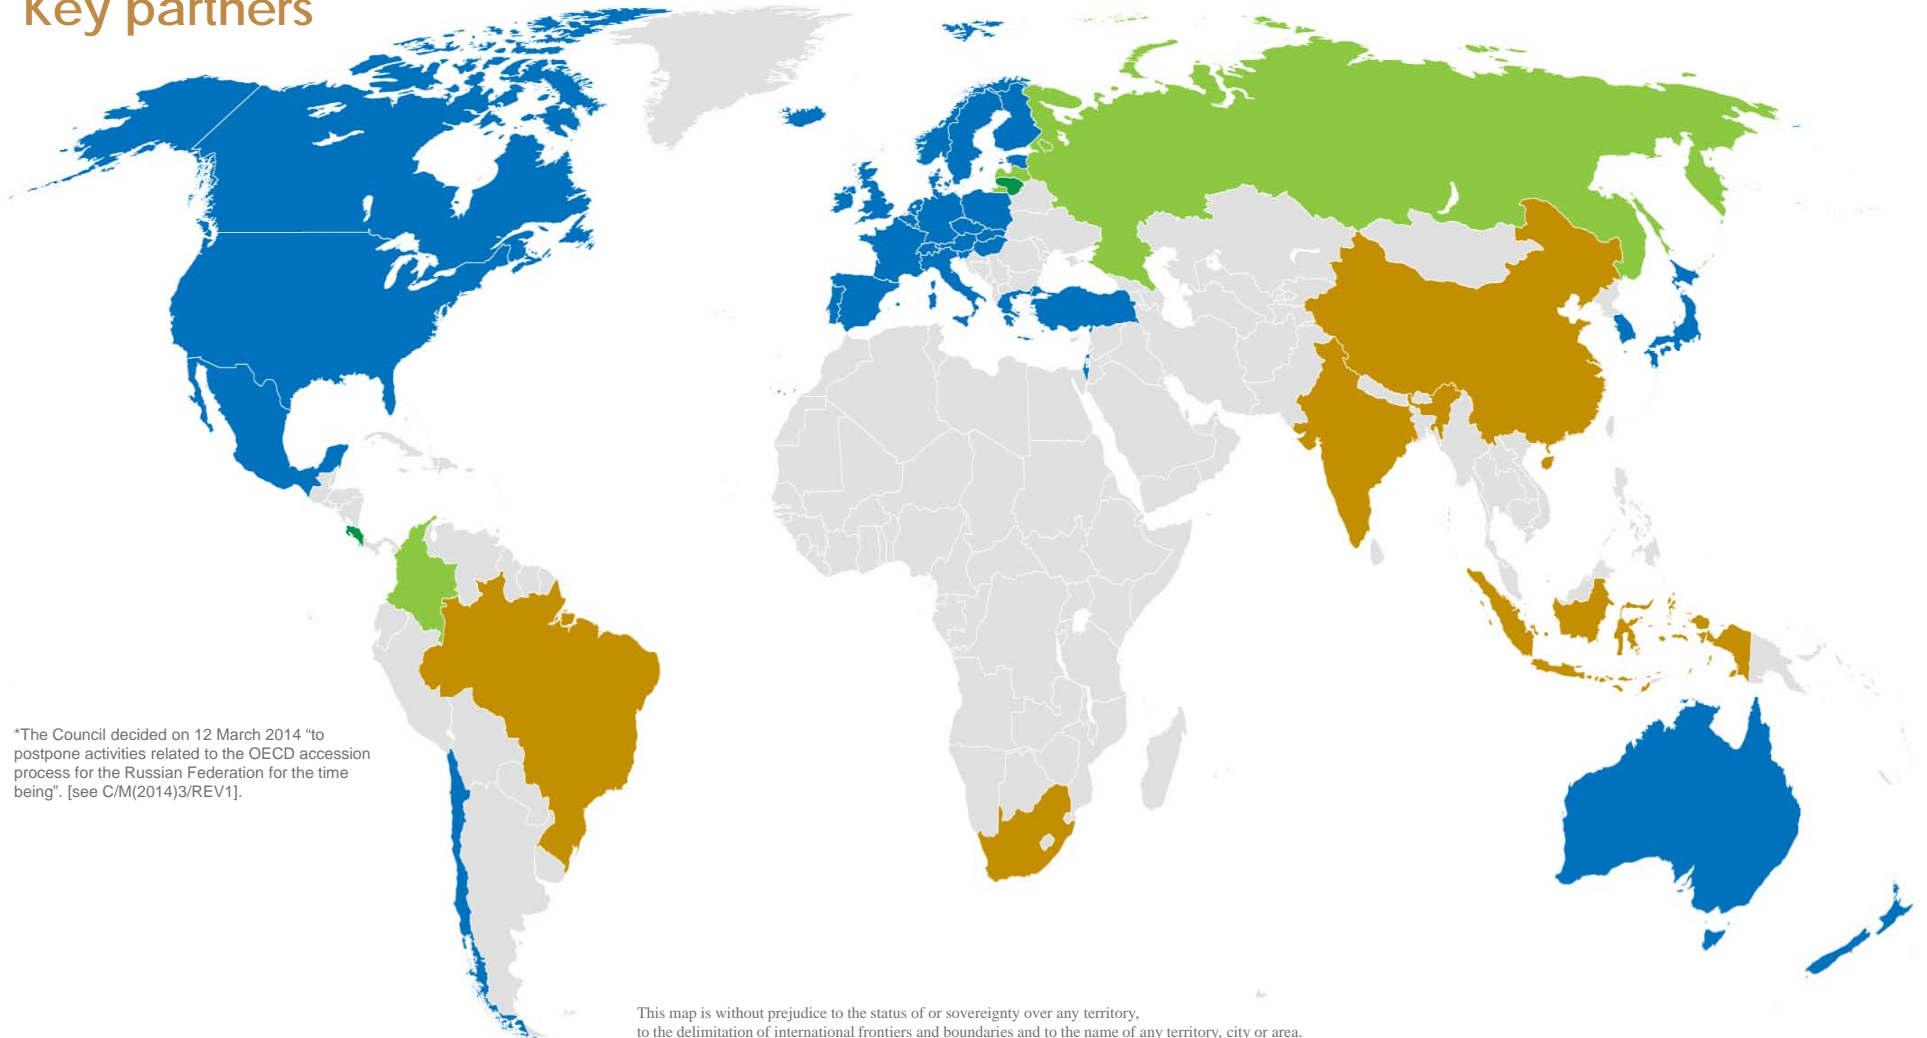 Key partners
*The Council decided on 12 March 2014 “to
postpone activities related to the OECD accession
process for the Russian Federation for the time
being”. [see C/M(2014)3/REV1].
This map is without prejudice to the status of or sovereignty over any territory,
to the delimitation of international frontiers and boundaries and to the name of any territory, city or area.